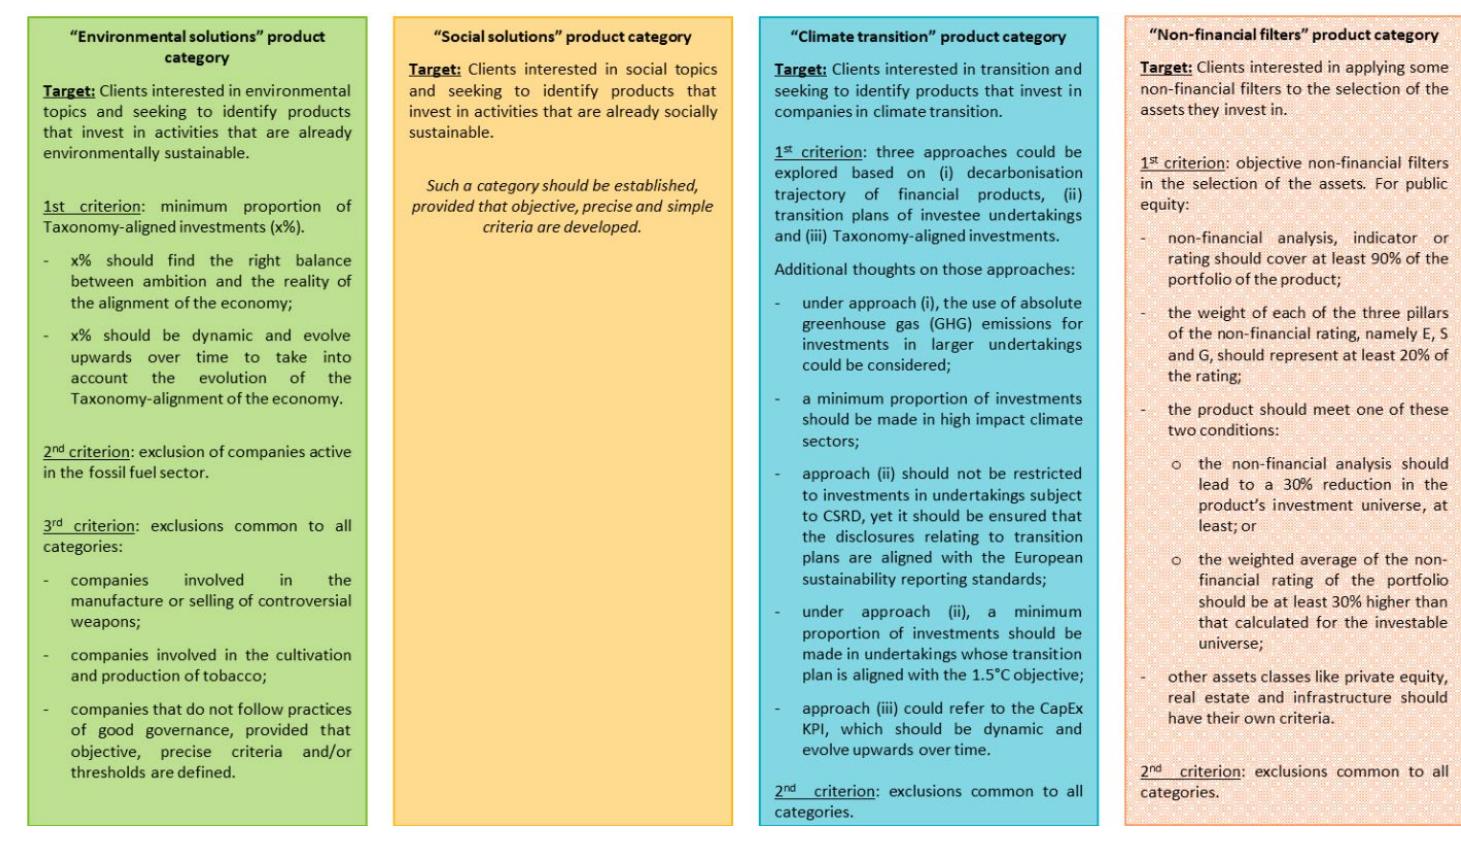 “Environmental solutions” product
category
Target: Clients interested in environmental
topics and seeking to identify products
that invest in activities that are already
environmentally sustainable.
1st criterion: minimum proportion of
Taxonomy-aligned investments (x%).
- x% should find the right balance
between ambition and the reality of
the alignment of the economy;
- x% should be dynamic and evolve
upwards over time to take into
account the evolution of the
Taxonomy-alignment of the economy.
2nd criterion: exclusion of companies active
in the fossil fuel sector.
3rd criterion: exclusions common to all
categories:
- companies involved in the
manufacture or selling of controversial
weapons;
- companies involved in the cultivation
and production of tobacco;
- companies that do not follow practices
of good governance, provided that
objective, precise criteria and/or
thresholds are defined.
“Social solutions” product category
Target: Clients interested in social topics
and seeking to identify products that
invest in activities that are already socially
sustainable.
Such a category should be established,
provided that objective, precise and simple
criteria are developed.
“Climate transition” product category
Target: Clients interested in transition and
seeking to identify products that invest in
companies in climate transition.
1st criterion: three approaches could be
explored based on (i) decarbonisation
trajectory of financial products, (ii)
transition plans of investee undertakings
and (iii) Taxonomy-aligned investments.
Additional thoughts on those approaches:
- under approach (i), the use of absolute
greenhouse gas (GHG) emissions for
investments in larger undertakings
could be considered;
- a minimum proportion of investments
should be made in high impact climate
sectors;
- approach (ii) should not be restricted
to investments in undertakings subject
to CSRD, yet it should be ensured that
the disclosures relating to transition
plans are aligned with the European
sustainability reporting standards;
- under approach (ii), a minimum
proportion of investments should be
made in undertakings whose transition
plan is aligned with the 1.5°C objective;
- approach (iii) could refer to the CapEx
KPI, which should be dynamic and
evolve upwards over time.
2nd criterion: exclusions common to all
categories.
“Non-financial filters” product category
Target: Clients interested in applying some
non-financial filters to the selection of the
assets they invest in.
1st criterion: objective non-financial filters
in the selection of the assets. For public
equity:
- non-financial analysis, indicator or
rating should cover at least 90% of the
portfolio of the product;
- the weight of each of the three pillars
of the non-financial rating, namely E, S
and G, should represent at least 20% of
the rating;
- the product should meet one of these
two conditions:
o the non-financial analysis should
lead to a 30% reduction in the
product’s investment universe, at
least; or
o the weighted average of the non-
financial rating of the portfolio
should be at least 30% higher than
that calculated for the investable
universe;
- other assets classes like private equity,
real estate and infrastructure should
have their own criteria.
2nd criterion: exclusions common to all
categories.